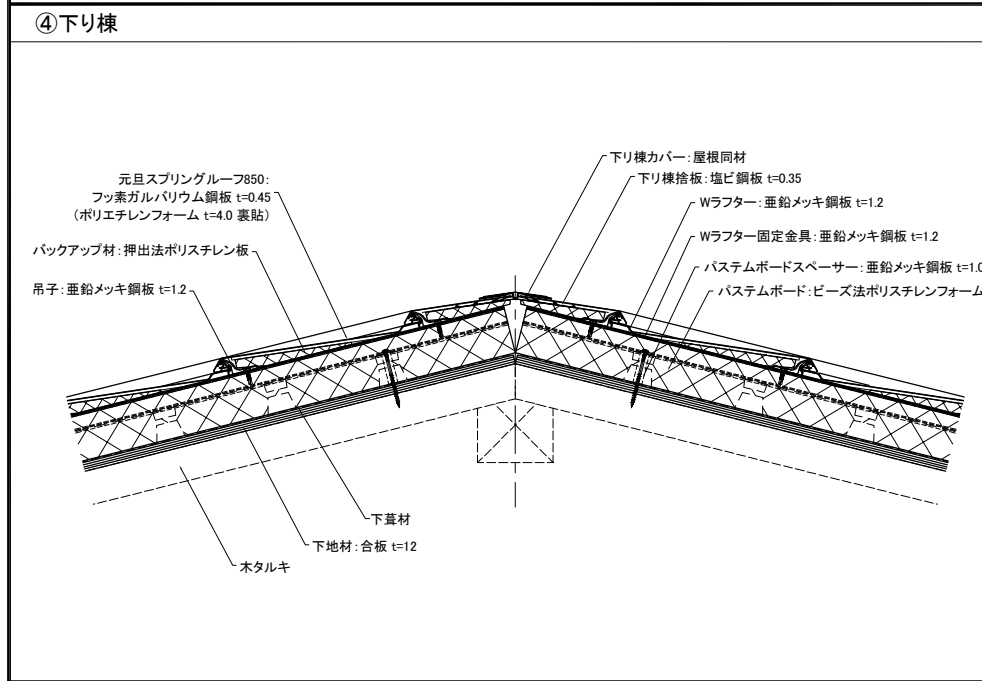 ④下り棟
元旦スプリングルーフ850:
フッ素ガルバリウム鋼板 t=0.45
(ポリエチレンフォーム t=4.0 裏貼)
バックアップ材:押出法ポリスチレン板
吊子:亜鉛メッキ鋼板 t=1.2
下り棟カバー:屋根同材
下り棟捨板:塩ビ鋼板 t=0.35
Wラフター:亜鉛メッキ鋼板 t=1.2
Wラフター固定金具:亜鉛メッキ鋼板 t=1.2
パステムボードスペーサー:亜鉛メッキ鋼板 t=1.0
パステムボード:ビーズ法ポリスチレンフォーム
下葺材
下地材:合板 t=12
木タルキ